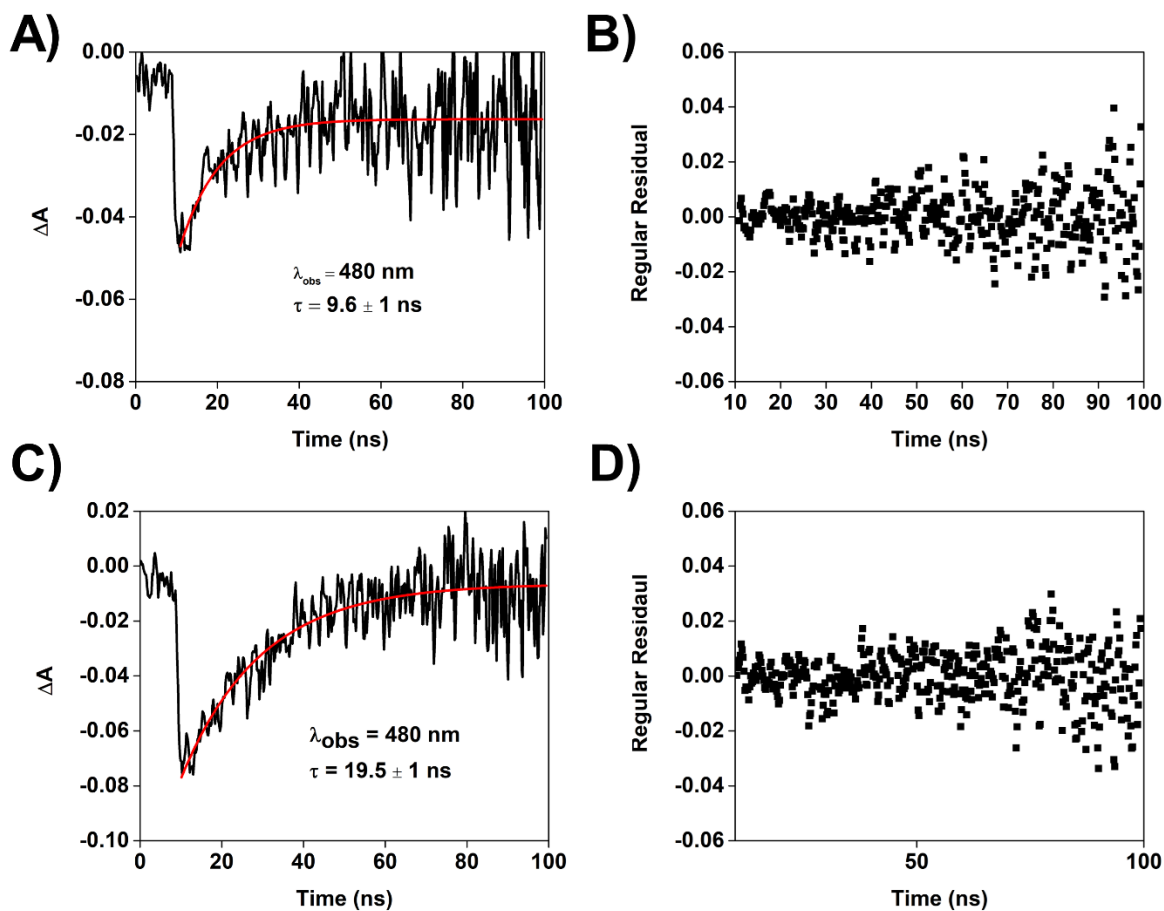 A)
0.00
-0.02
-0.04
-0.06
-0.08
ΔA
λobs = 480 nm
τ = 9.6 ± 1 ns
0 20 40 60 80 100
Time (ns)
B)
0.06
0.04
0.02
0.00
-0.02
-0.04
-0.06
Regular Residual
10 20 30 40 50 60 70 80 90 100
Time (ns)
C)
0.02
0.00
-0.02
-0.04
-0.06
-0.08
-0.10
ΔA
λobs = 480 nm
τ = 19.5 ± 1 ns
0 20 40 60 80 100
Time (ns)
D)
0.06
0.04
0.02
0.00
-0.02
-0.04
-0.06
Regular Residaul
50 100
Time (ns)